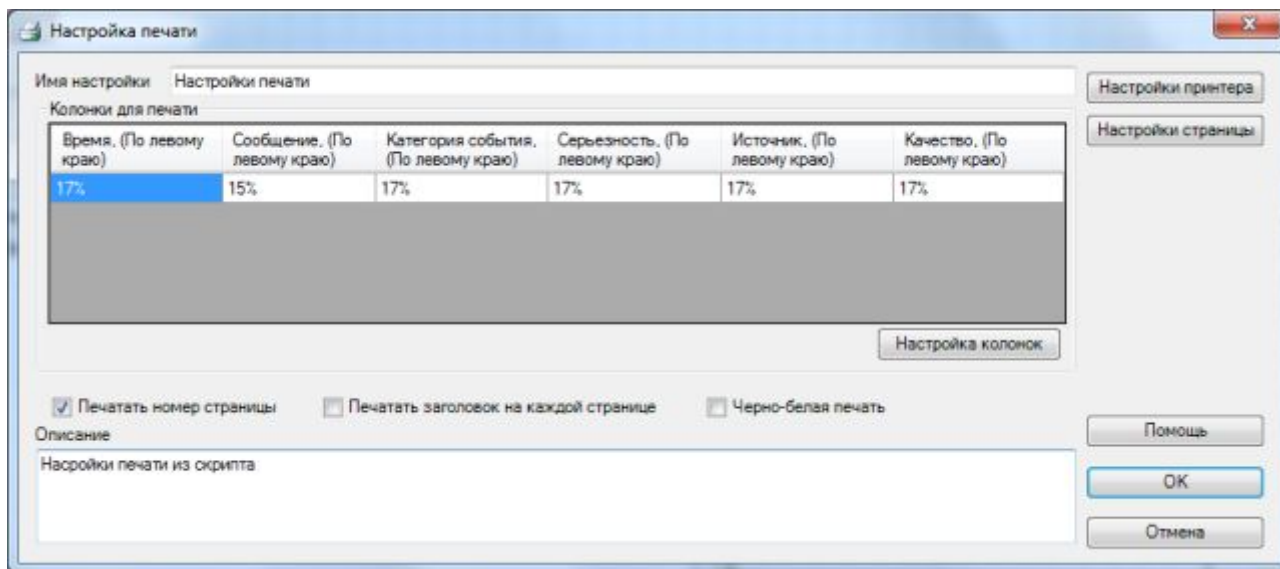 Настройка печати
Имя настройки Настройки печати
Настройки принтера
Колонки для печати
Настройки страницы
Время, (По левому краю) Сообщение, (По левому краю) Категория события, (По левому краю) Серьезность, (По левому краю) Источник, (По левому краю) Качество, (По левому краю)
17% 15% 17% 17% 17% 17%
Настройка колонок
Печатать номер страницы Печатать заголовок на каждой странице Черно-белая печать
Описание
Насройки печати из скрипта
Помощь
ОК
Отмена